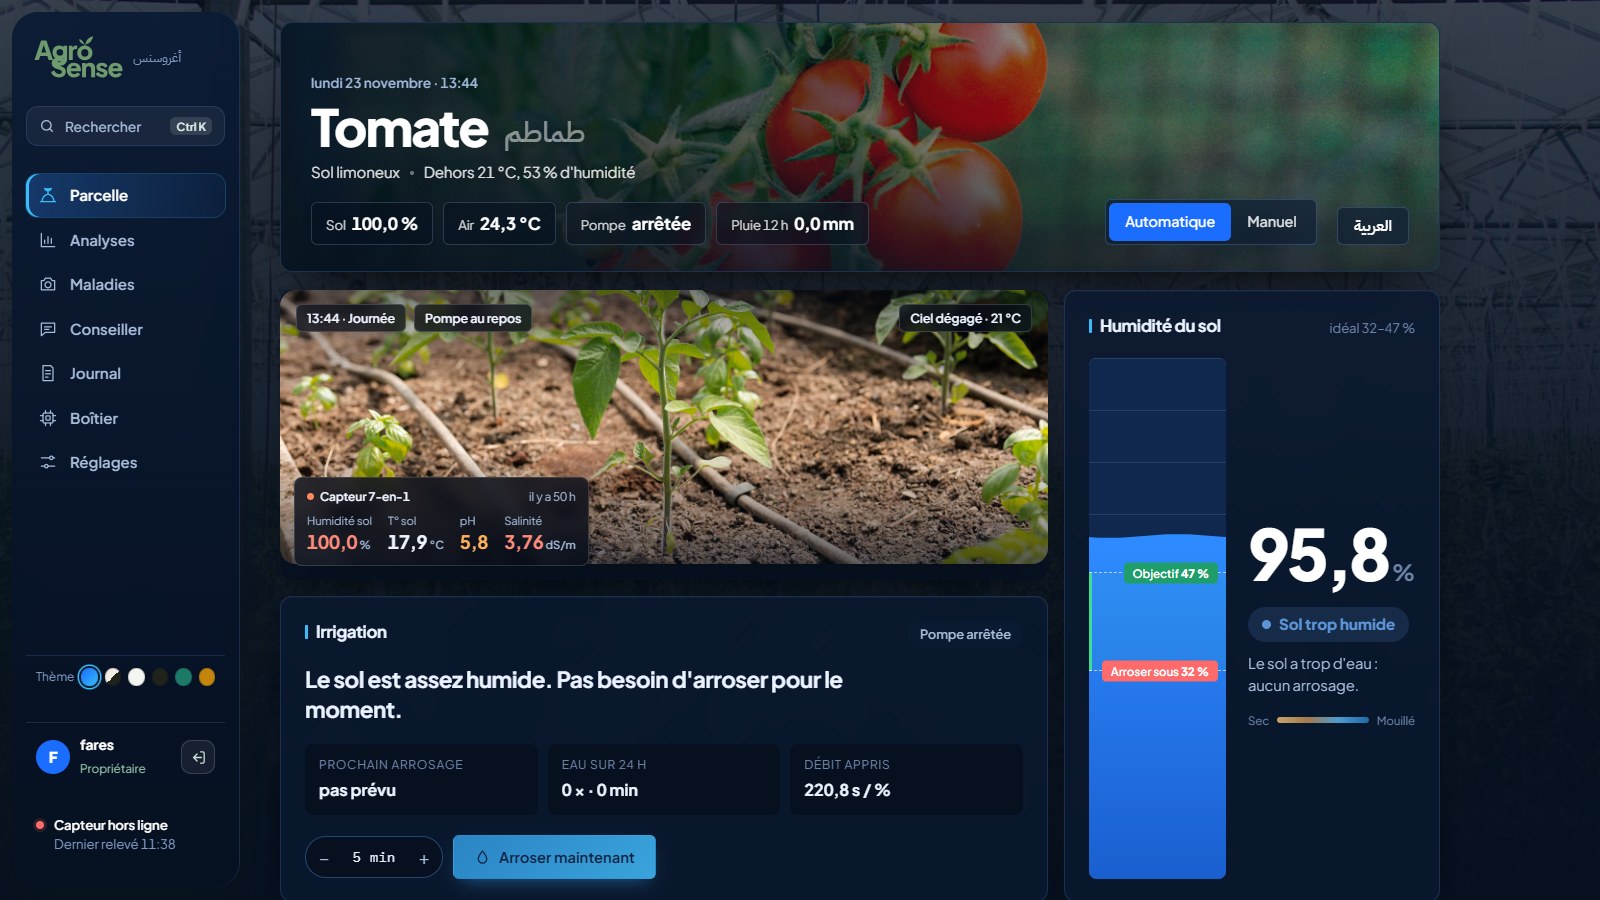 Agrö
Sense
أغروسنس
Rechercher
Ctrl K
Parcelle
Analyses
Maladies
Conseiller
Journal
Boîtier
Réglages
Thème
F
fares
Propriétaire
Capteur hors ligne
Dernier relevé 11:38
lundi 23 novembre · 13:44
Tomate طماطم
Sol limoneux • Dehors 21 °C, 53 % d'humidité
Sol 100,0 %
Air 24,3 °C
Pompe arrêtée
Pluie 12 h 0,0 mm
Automatique
Manuel
العربية
13:44 · Journée
Pompe au repos
Ciel dégagé · 21 °C
Capteur 7-en-1
il y a 50 h
Humidité sol T° sol pH Salinité
100,0 % 17,9 °C 5,8 3,76 dS/m
Irrigation
Pompe arrêtée
Le sol est assez humide. Pas besoin d'arroser pour le
moment.
PROCHAIN ARROSAGE
pas prévu
EAU SUR 24 H
0 × · 0 min
DÉBIT APPRIS
220,8 s / %
− 5 min +
Arroser maintenant
Humidité du sol
idéal 32–47 %
Objectif 47 %
Arroser sous 32 %
95,8 %
Sol trop humide
Le sol a trop d'eau :
aucun arrosage.
Sec
Mouillé